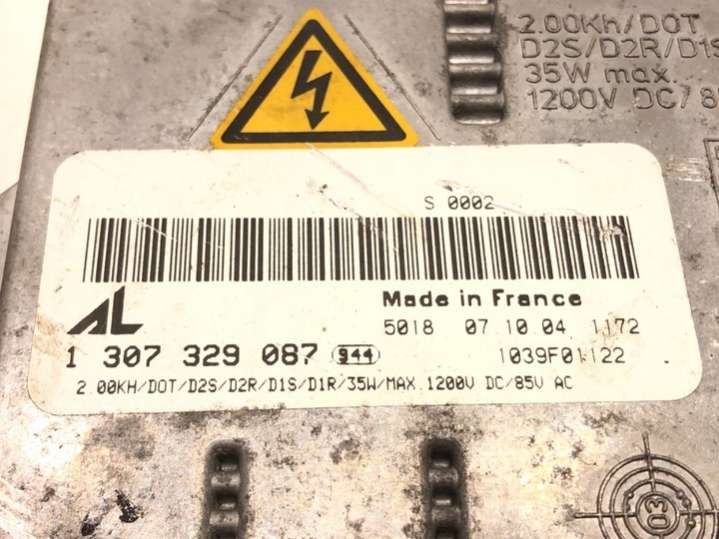 2.00Kh/DOT
D2S/D2R/D1S
35W max.
1200V DC/8
S 0002
Made in France
AL
5018 07.10.04 1172
1 307 329 087 944
1039F01122
2.00KH/DOT/D2S/D2R/D1S/D1R/35W/MAX.1200V DC/85V AC
03